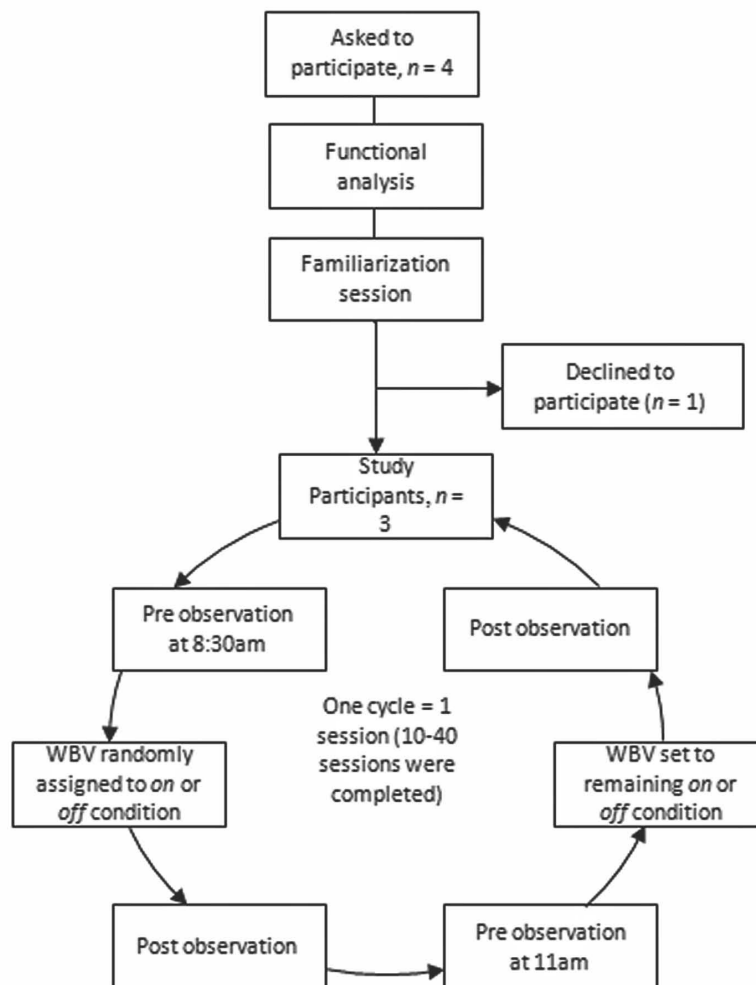 Asked to
participate, n = 4
Functional
analysis
Familiarization
session
Declined to
participate (n = 1)
Study
Participants, n =
3
Pre observation
at 8:30am
Post observation
One cycle = 1
session (10-40
sessions were
completed)
WBV randomly
assigned to on or
off condition
WBV set to
remaining on or
off condition
Post observation
Pre observation
at 11am